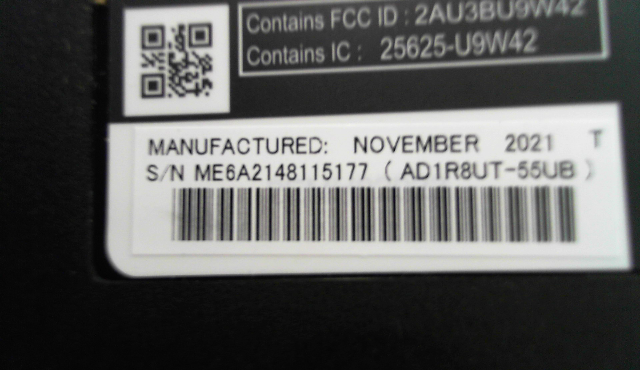 Contains FCC ID : 2AU3BU9W42
Contains IC : 25625-U9W42
MANUFACTURED: NOVEMBER 2021 T
S/N ME6A2148115177 ( AD1R8UT-55UB )